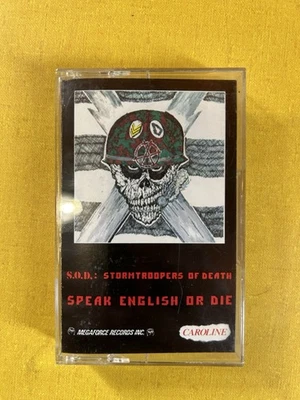 S.O.D.: STORMTROOPERS OF DEATH
SPEAK ENGLISH OR DIE
MEGAFORCE RECORDS INC.
CAROLINE